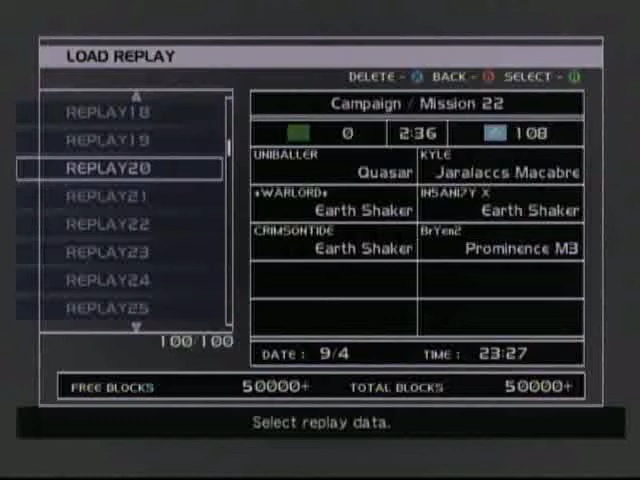 LOAD REPLAY
DELETE - X BACK - B SELECT - A
REPLAY18
REPLAY19
REPLAY20
REPLAY21
REPLAY22
REPLAY23
REPLAY24
REPLAY25
100/100
Campaign / Mission 22
0 2:36 108
UNIBALLER KYLE
Quasar Jaralaccs Macabre
*WARLORD* INSANI7Y X
Earth Shaker Earth Shaker
CRIMSONTIDE BrYen2
Earth Shaker Prominence M3
DATE : 9/4 TIME : 23:27
FREE BLOCKS 50000+ TOTAL BLOCKS 50000+
Select replay data.